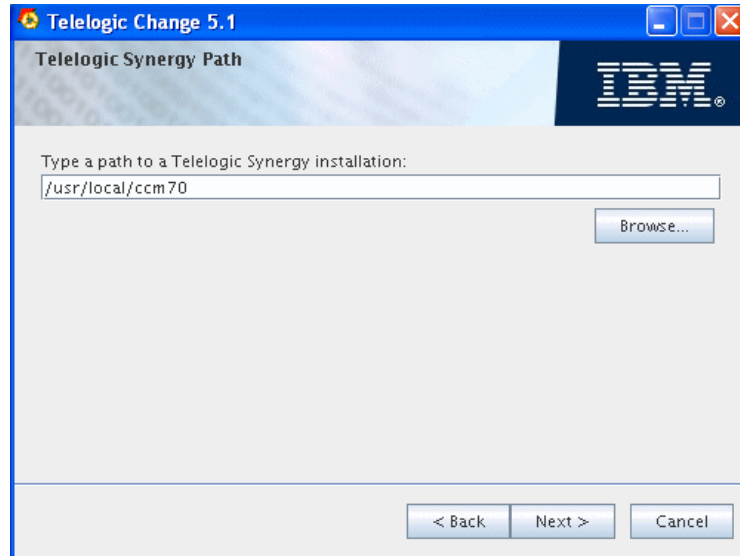 Telelogic Change 5.1
Telelogic Synergy Path
IBM®
Type a path to a Telelogic Synergy installation:
/usr/local/ccm70
Browse...
< Back Next > Cancel